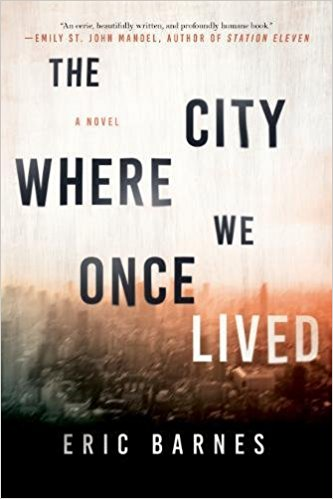 "An eerie, beautifully written, and profoundly humane book."
—EMILY ST. JOHN MANDEL, AUTHOR OF STATION ELEVEN
THE
A NOVEL
CITY
WHERE
WE
ONCE
LIVED
ERIC BARNES